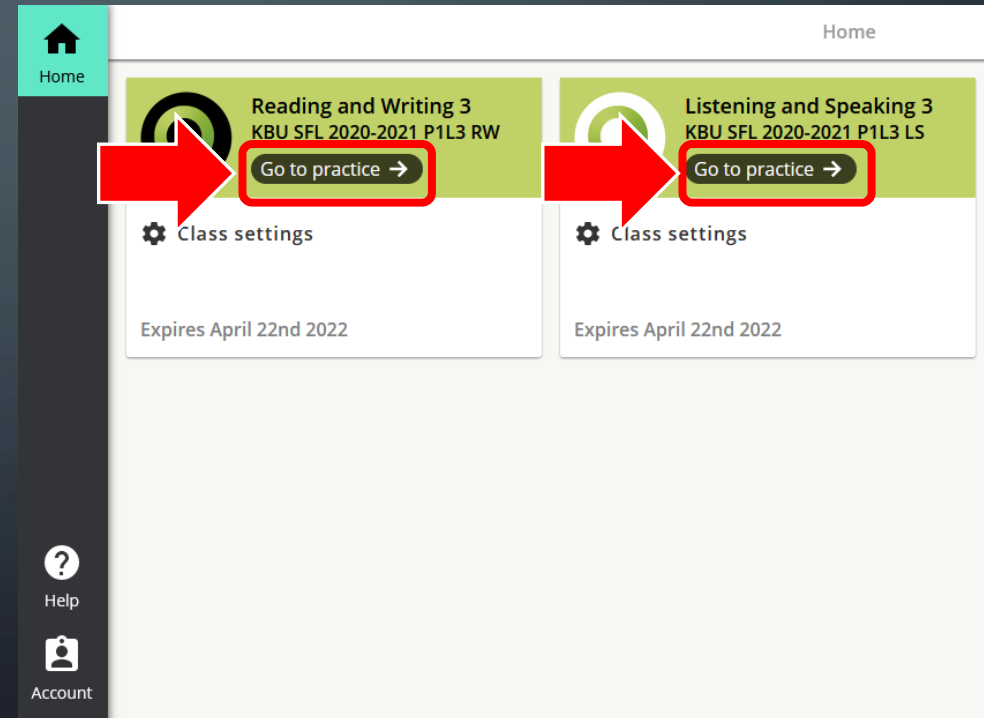 Home
Home
Reading and Writing 3
KBU SFL 2020-2021 P1L3 RW
Go to practice →
Class settings
Expires April 22nd 2022
Listening and Speaking 3
KBU SFL 2020-2021 P1L3 LS
Go to practice →
Class settings
Expires April 22nd 2022
?
Help
Account